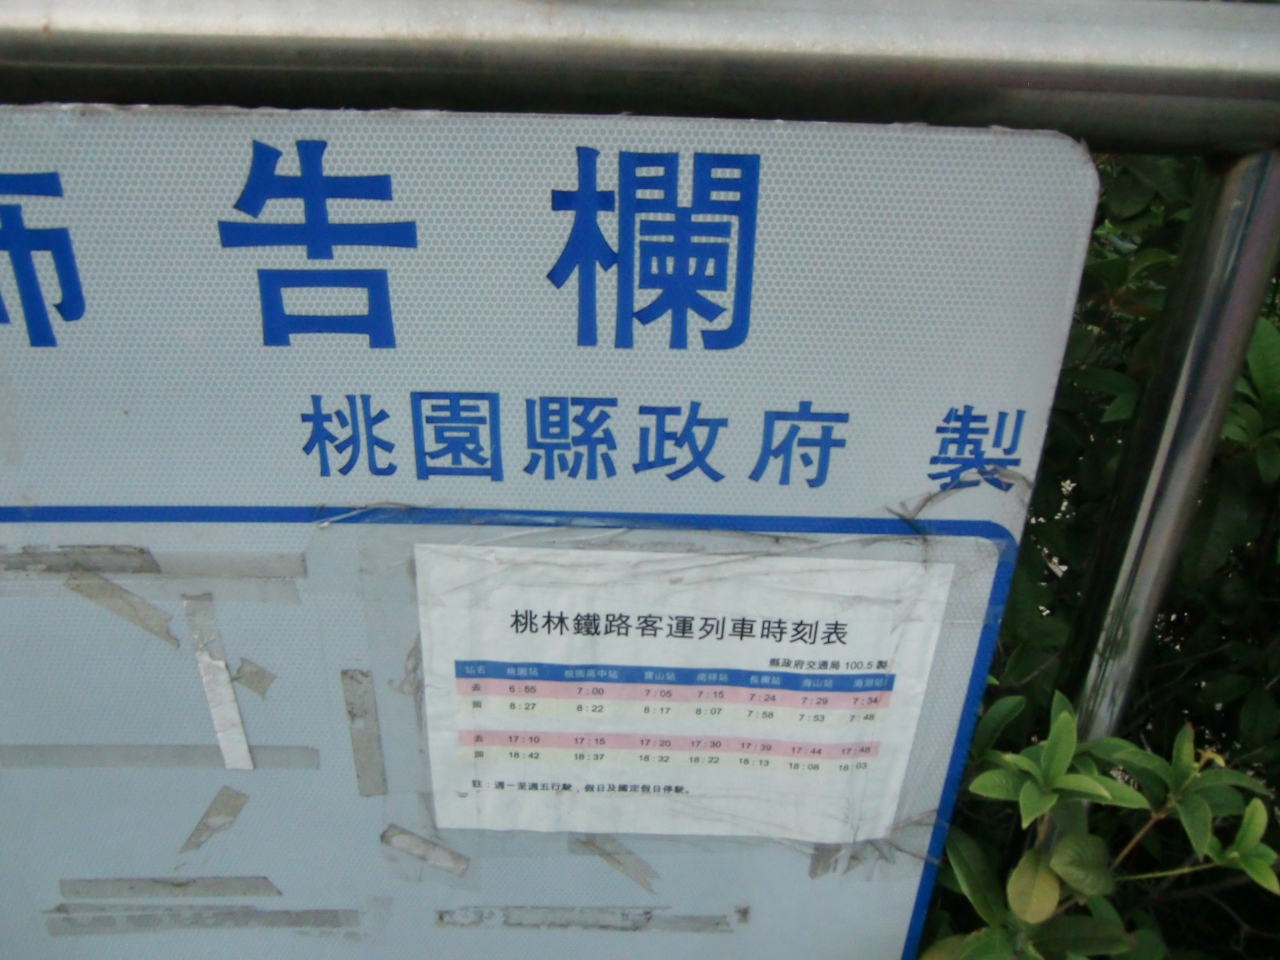 布告欄
桃園縣政府 製
桃林鐵路客運列車時刻表
縣政府交通局 100.5 製
站名 桃園站 桃園高中站 寶山站 南祥站 長興站 海山站 海湖站
去 6:55 7:00 7:05 7:15 7:24 7:29 7:34
回 8:27 8:22 8:17 8:07 7:58 7:53 7:48
去 17:10 17:15 17:20 17:30 17:39 17:44 17:48
回 18:42 18:37 18:32 18:22 18:13 18:08 18:03
註:週一至週五行駛,假日及國定假日停駛。